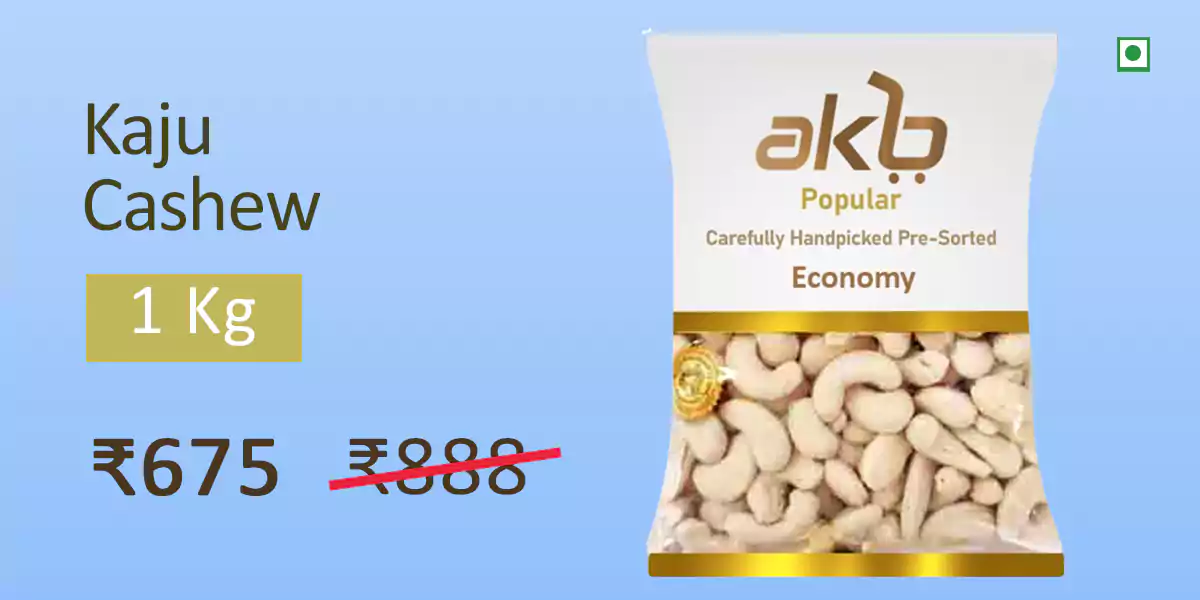 Kaju
Cashew
1 Kg
₹675 ₹888
akb
Popular
Carefully Handpicked Pre-Sorted
Economy